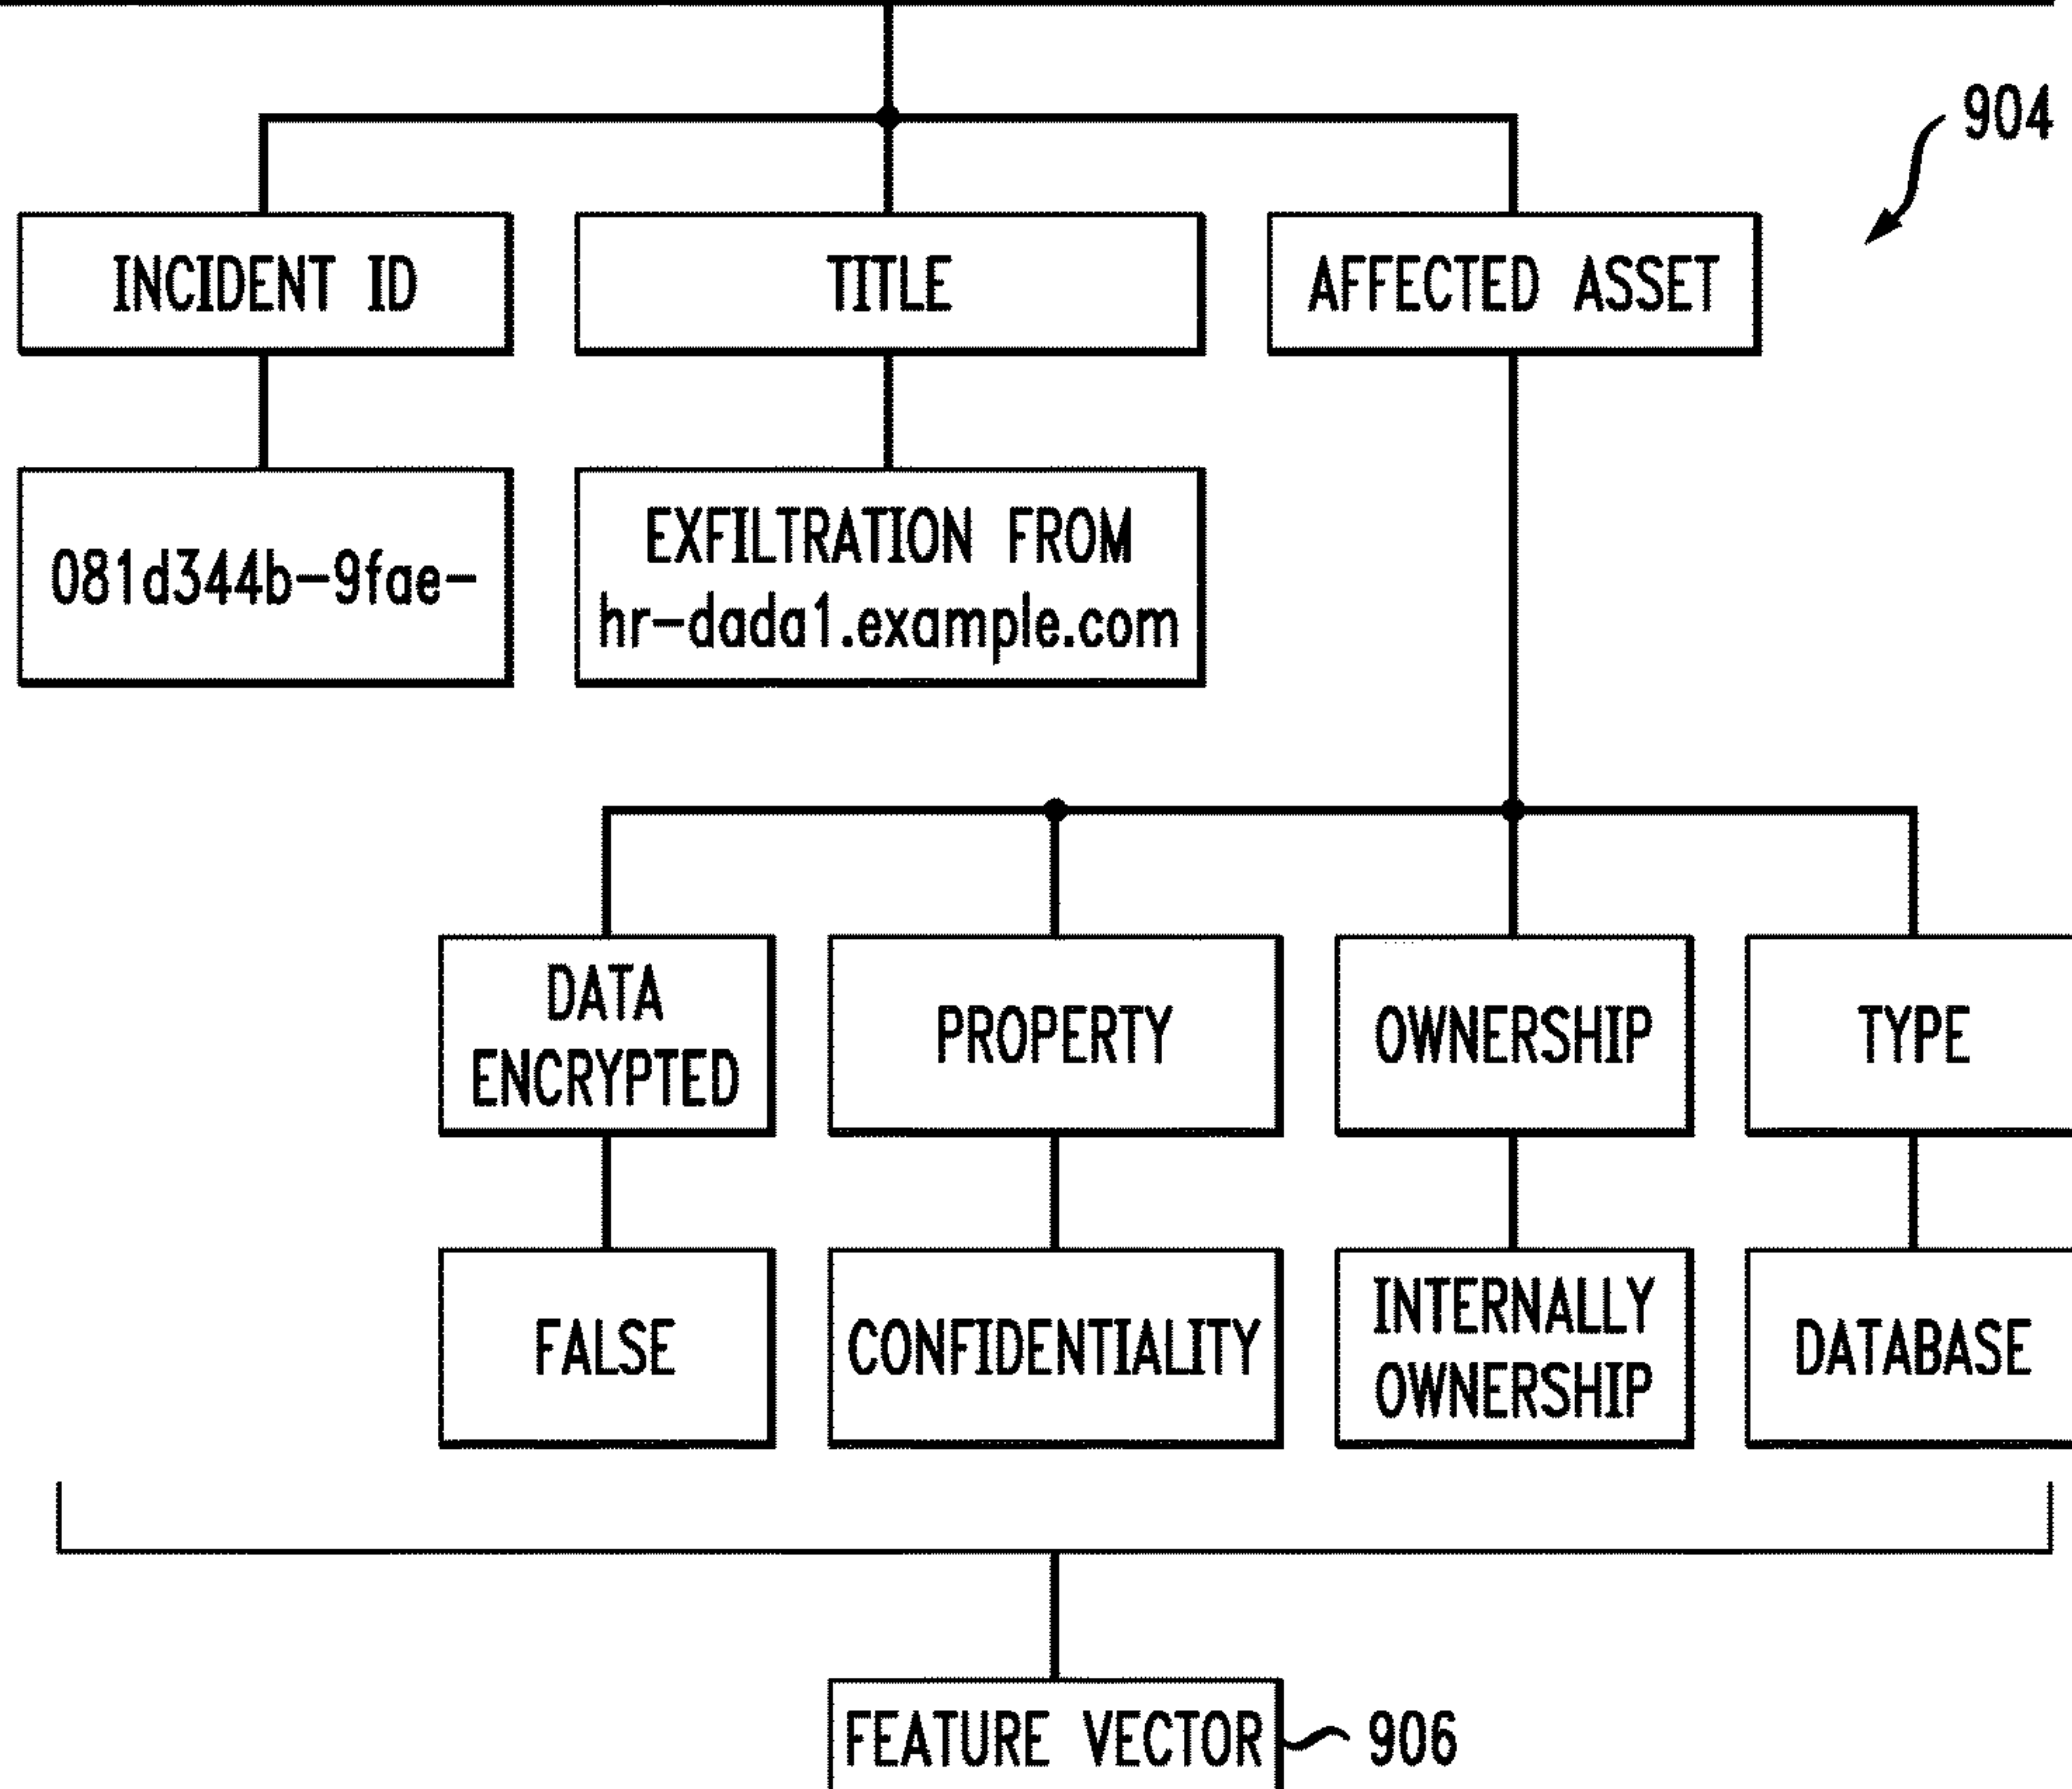 904
INCIDENT ID
TITLE
AFFECTED ASSET
081d344b-9fae-
EXFILTRATION FROM
hr-dada1.example.com
DATA
ENCRYPTED
PROPERTY
OWNERSHIP
TYPE
FALSE
CONFIDENTIALITY
INTERNALLY
OWNERSHIP
DATABASE
FEATURE VECTOR
906